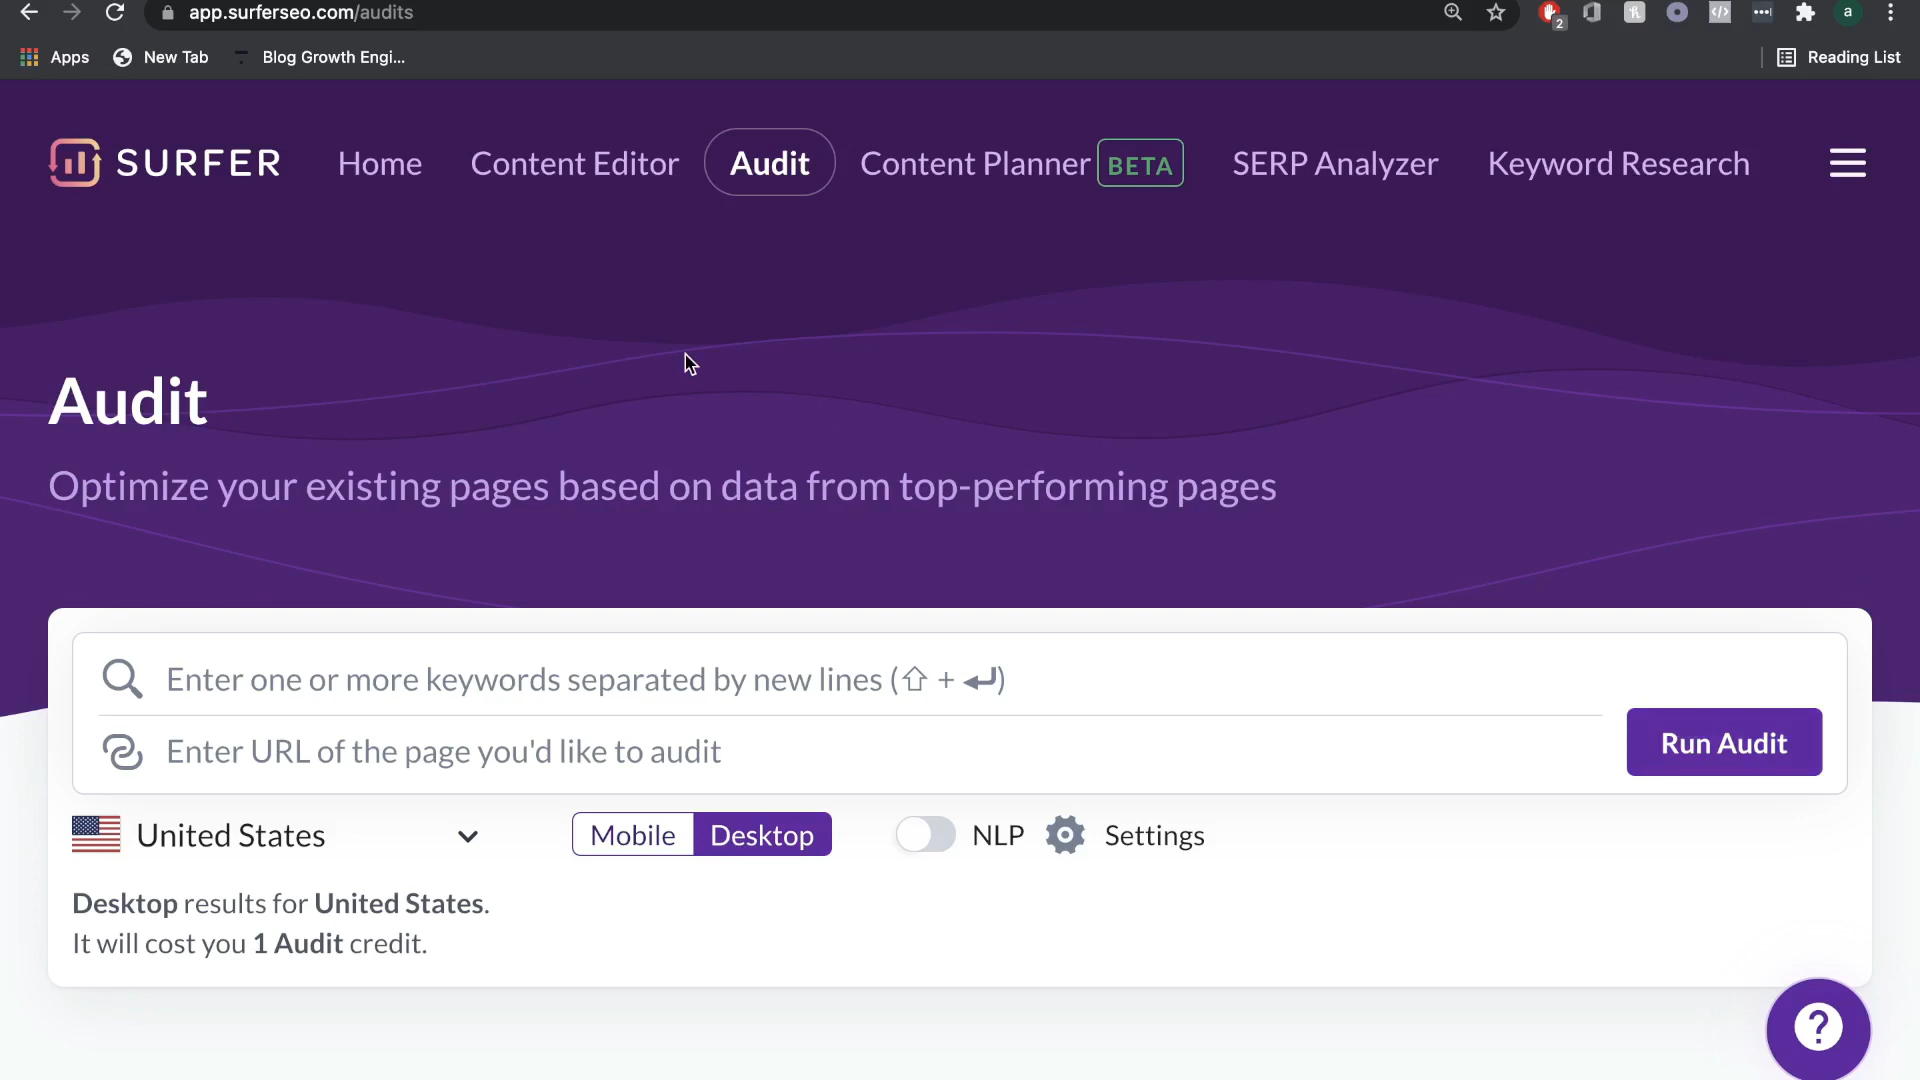 app.surferseo.com/audits
2
a
Apps
New Tab
Blog Growth Engi...
Reading List
SURFER
Home
Content Editor
Audit
Content Planner BETA
SERP Analyzer
Keyword Research
Audit
Optimize your existing pages based on data from top-performing pages
Enter one or more keywords separated by new lines (⇧ + ↵)
Enter URL of the page you'd like to audit
Run Audit
United States
Mobile
Desktop
NLP
Settings
Desktop results for United States.
It will cost you 1 Audit credit.
?